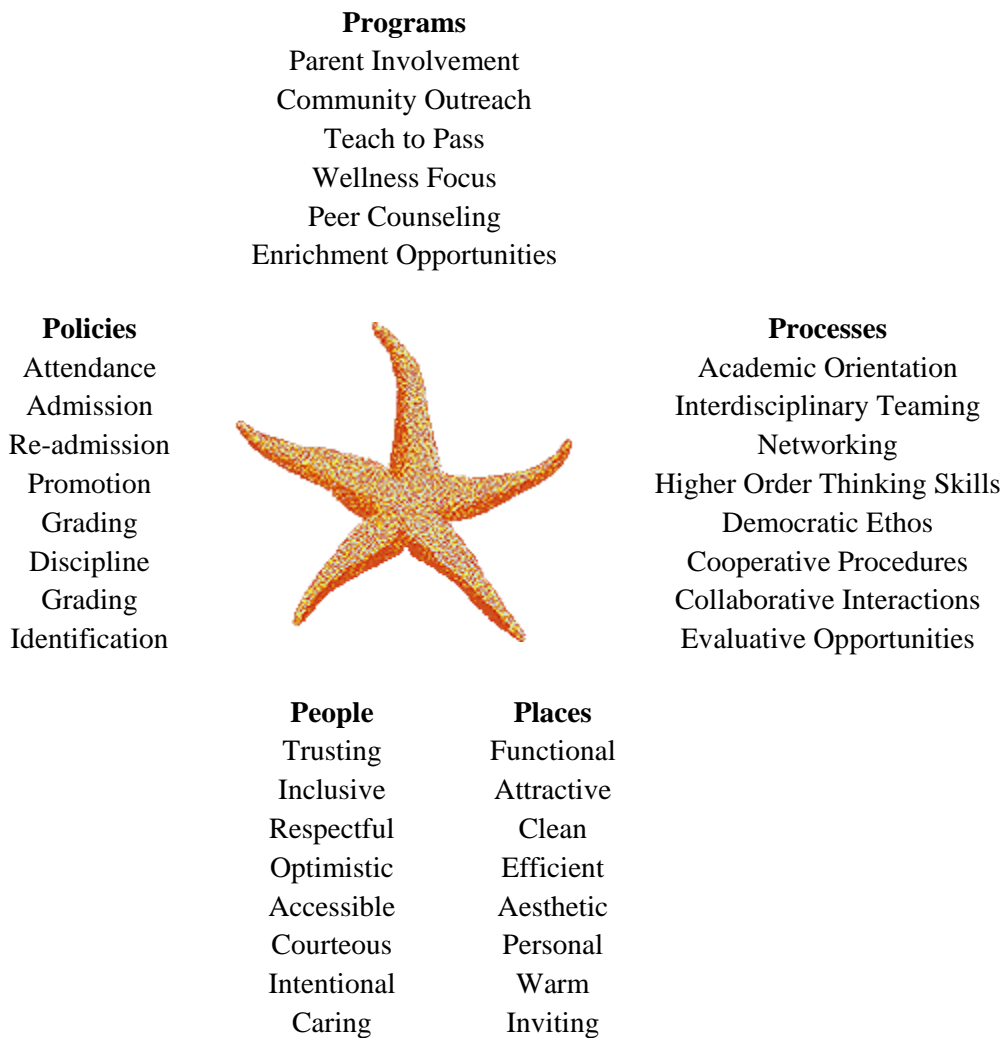 Programs
Parent Involvement
Community Outreach
Teach to Pass
Wellness Focus
Peer Counseling
Enrichment Opportunities
Policies
Attendance
Admission
Re-admission
Promotion
Grading
Discipline
Grading
Identification
Processes
Academic Orientation
Interdisciplinary Teaming
Networking
Higher Order Thinking Skills
Democratic Ethos
Cooperative Procedures
Collaborative Interactions
Evaluative Opportunities
People
Trusting
Inclusive
Respectful
Optimistic
Accessible
Courteous
Intentional
Caring
Places
Functional
Attractive
Clean
Efficient
Aesthetic
Personal
Warm
Inviting